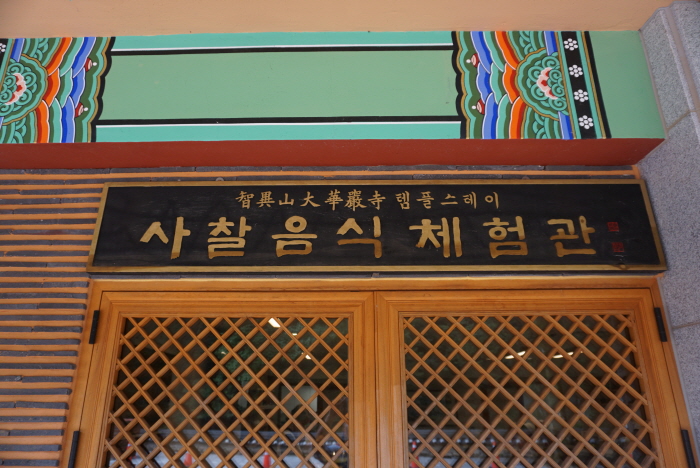 智異山大華嚴寺 템플스테이
사찰음식 체험관